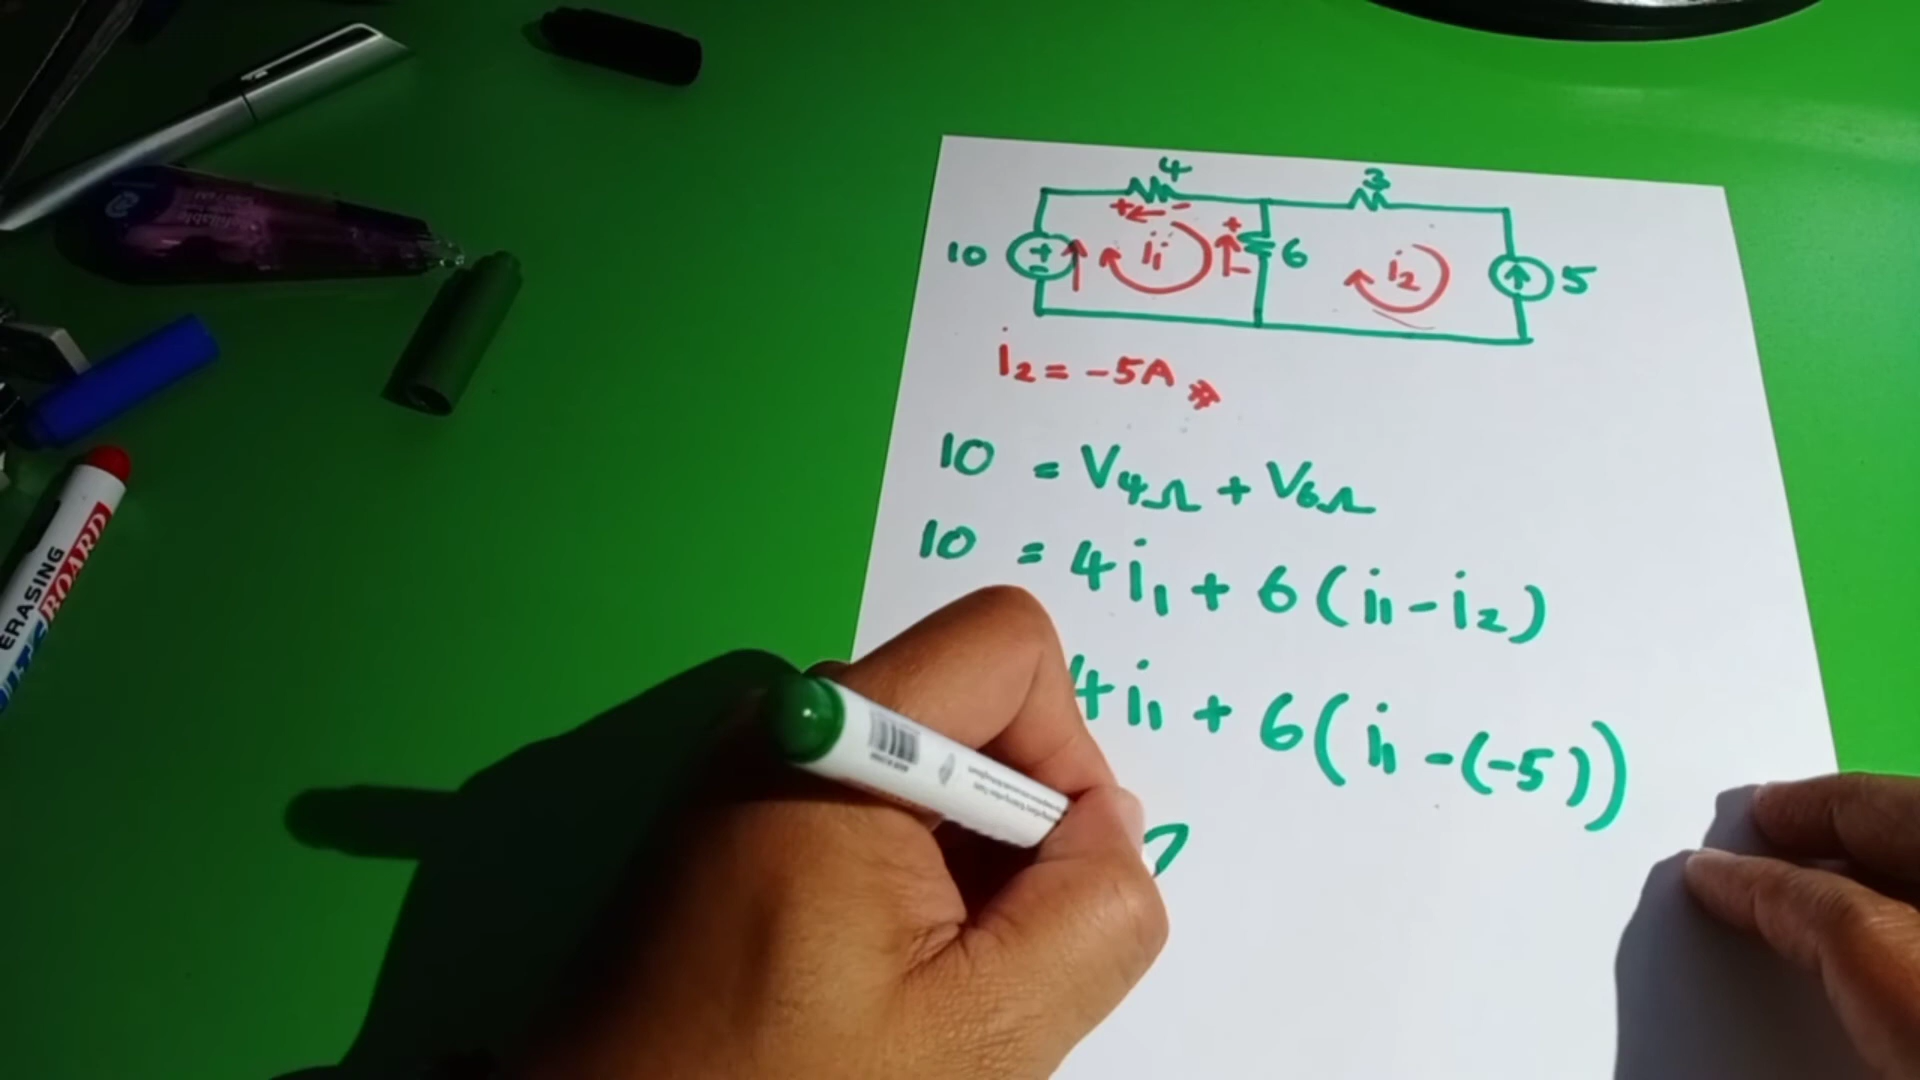 4
3
10
+
-
+
-
i1
+
-
6
i2
5
i2 = -5A
10 = V4Ω + V6Ω
10 = 4i1 + 6(i1 - i2)
4i1 + 6(i1 - (-5))
ERASING
BOARD